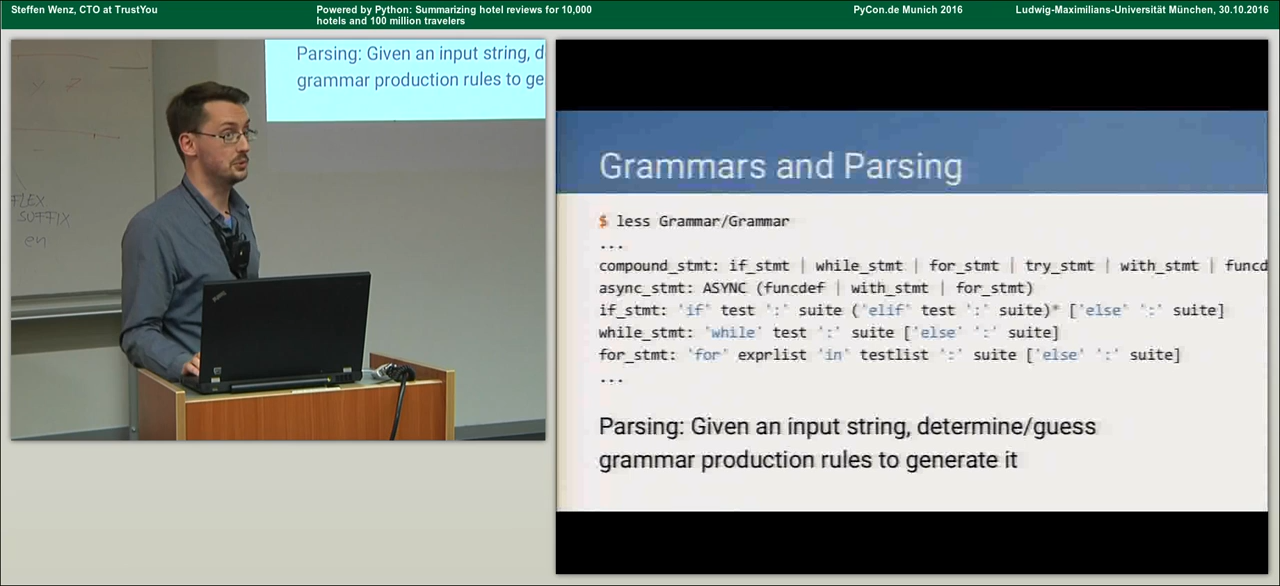 Steffen Wenz, CTO at TrustYou
Powered by Python: Summarizing hotel reviews for 10,000
hotels and 100 million travelers
PyCon.de Munich 2016
Ludwig-Maximilians-Universität München, 30.10.2016
Parsing: Given an input string, d
grammar production rules to ge
Y Z
FLEX
SUFFIX
en
ThinkPad
Grammars and Parsing
$ less Grammar/Grammar
...
compound_stmt: if_stmt | while_stmt | for_stmt | try_stmt | with_stmt | funcd
async_stmt: ASYNC (funcdef | with_stmt | for_stmt)
if_stmt: 'if' test ':' suite ('elif' test ':' suite)* ['else' ':' suite]
while_stmt: 'while' test ':' suite ['else' ':' suite]
for_stmt: 'for' exprlist 'in' testlist ':' suite ['else' ':' suite]
...
Parsing: Given an input string, determine/guess
grammar production rules to generate it